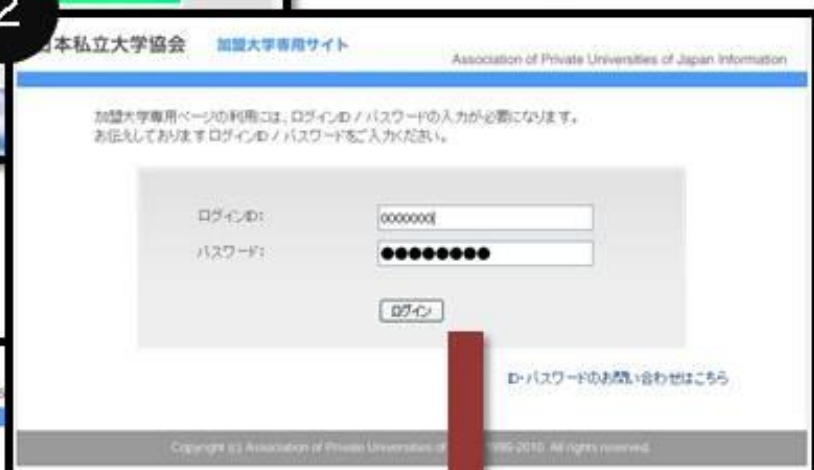 2
日本私立大学協会 加盟大学専用サイト
Association of Private Universities of Japan Information
加盟大学専用ページの利用には、ログインID / パスワードの入力が必要になります。
お伝えしておりますログインID / パスワードをご入力ください。
ログインID: 0000000
パスワード: ●●●●●●●●
ログイン
ID・パスワードのお問い合わせはこちら
Copyright (c) Association of Private Universities of 1996-2010. All rights reserved.